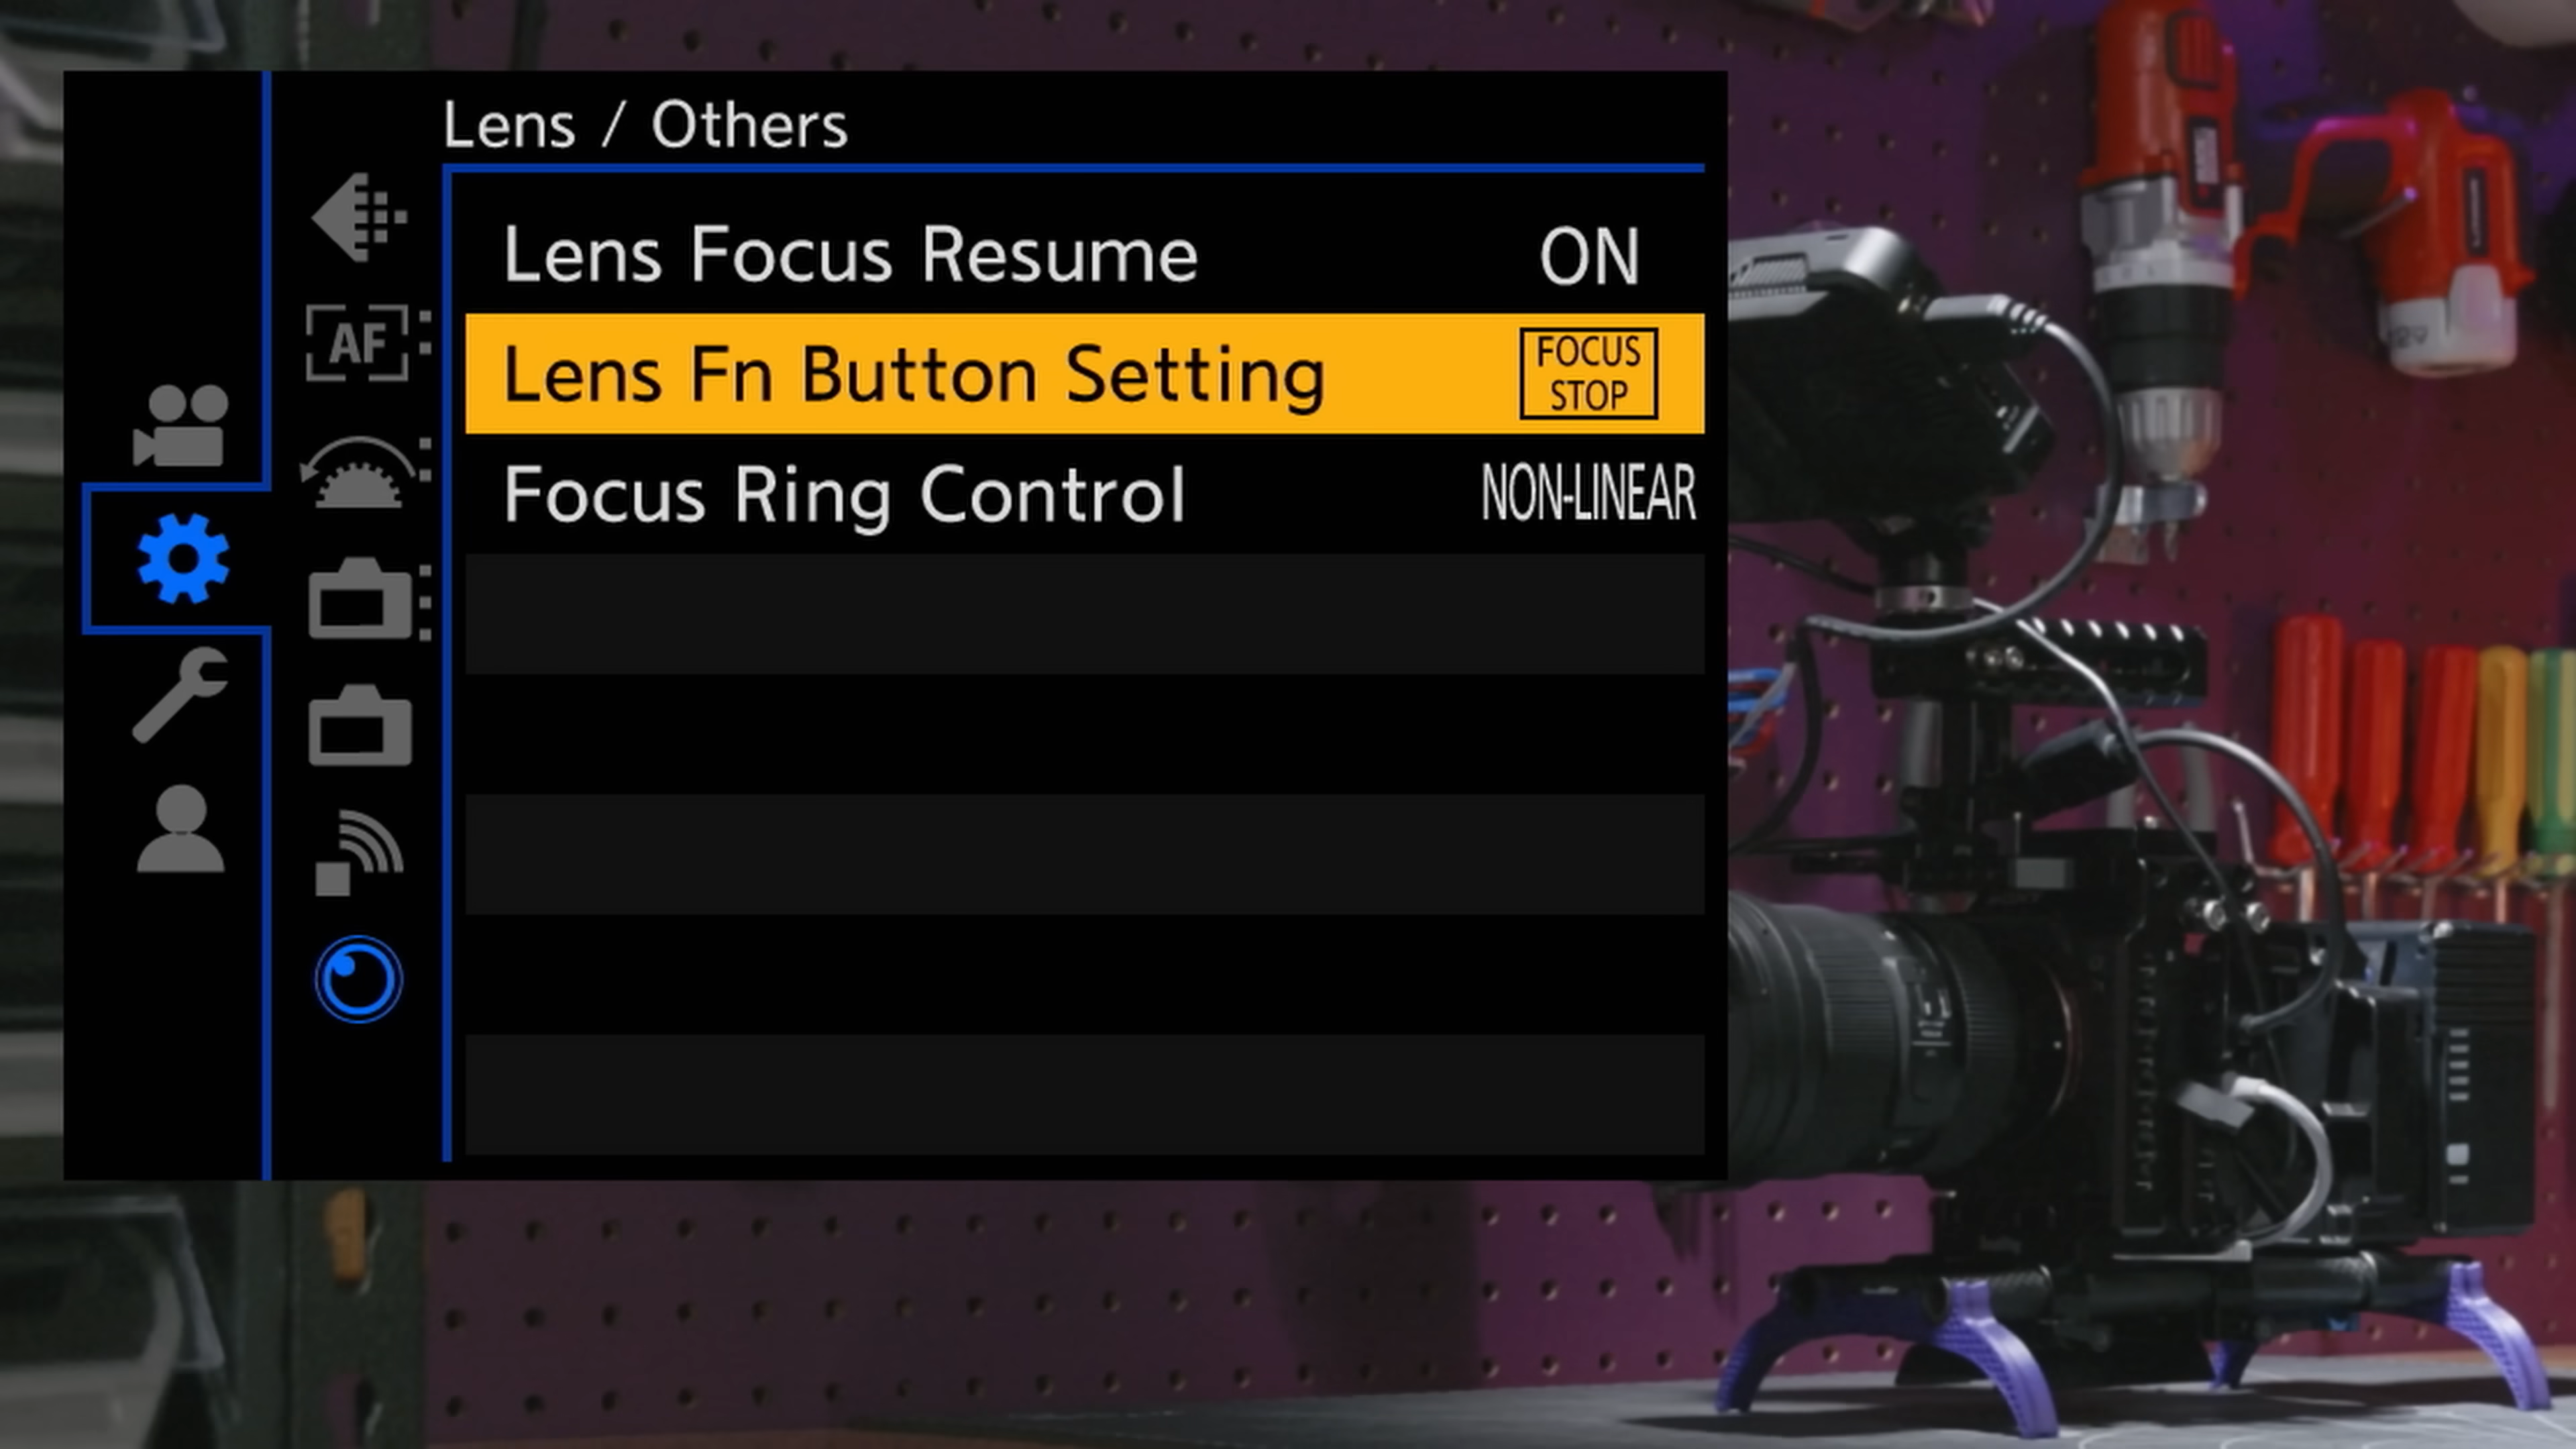 Lens / Others
Lens Focus Resume ON
AF
Lens Fn Button Setting FOCUS STOP
Focus Ring Control NON-LINEAR